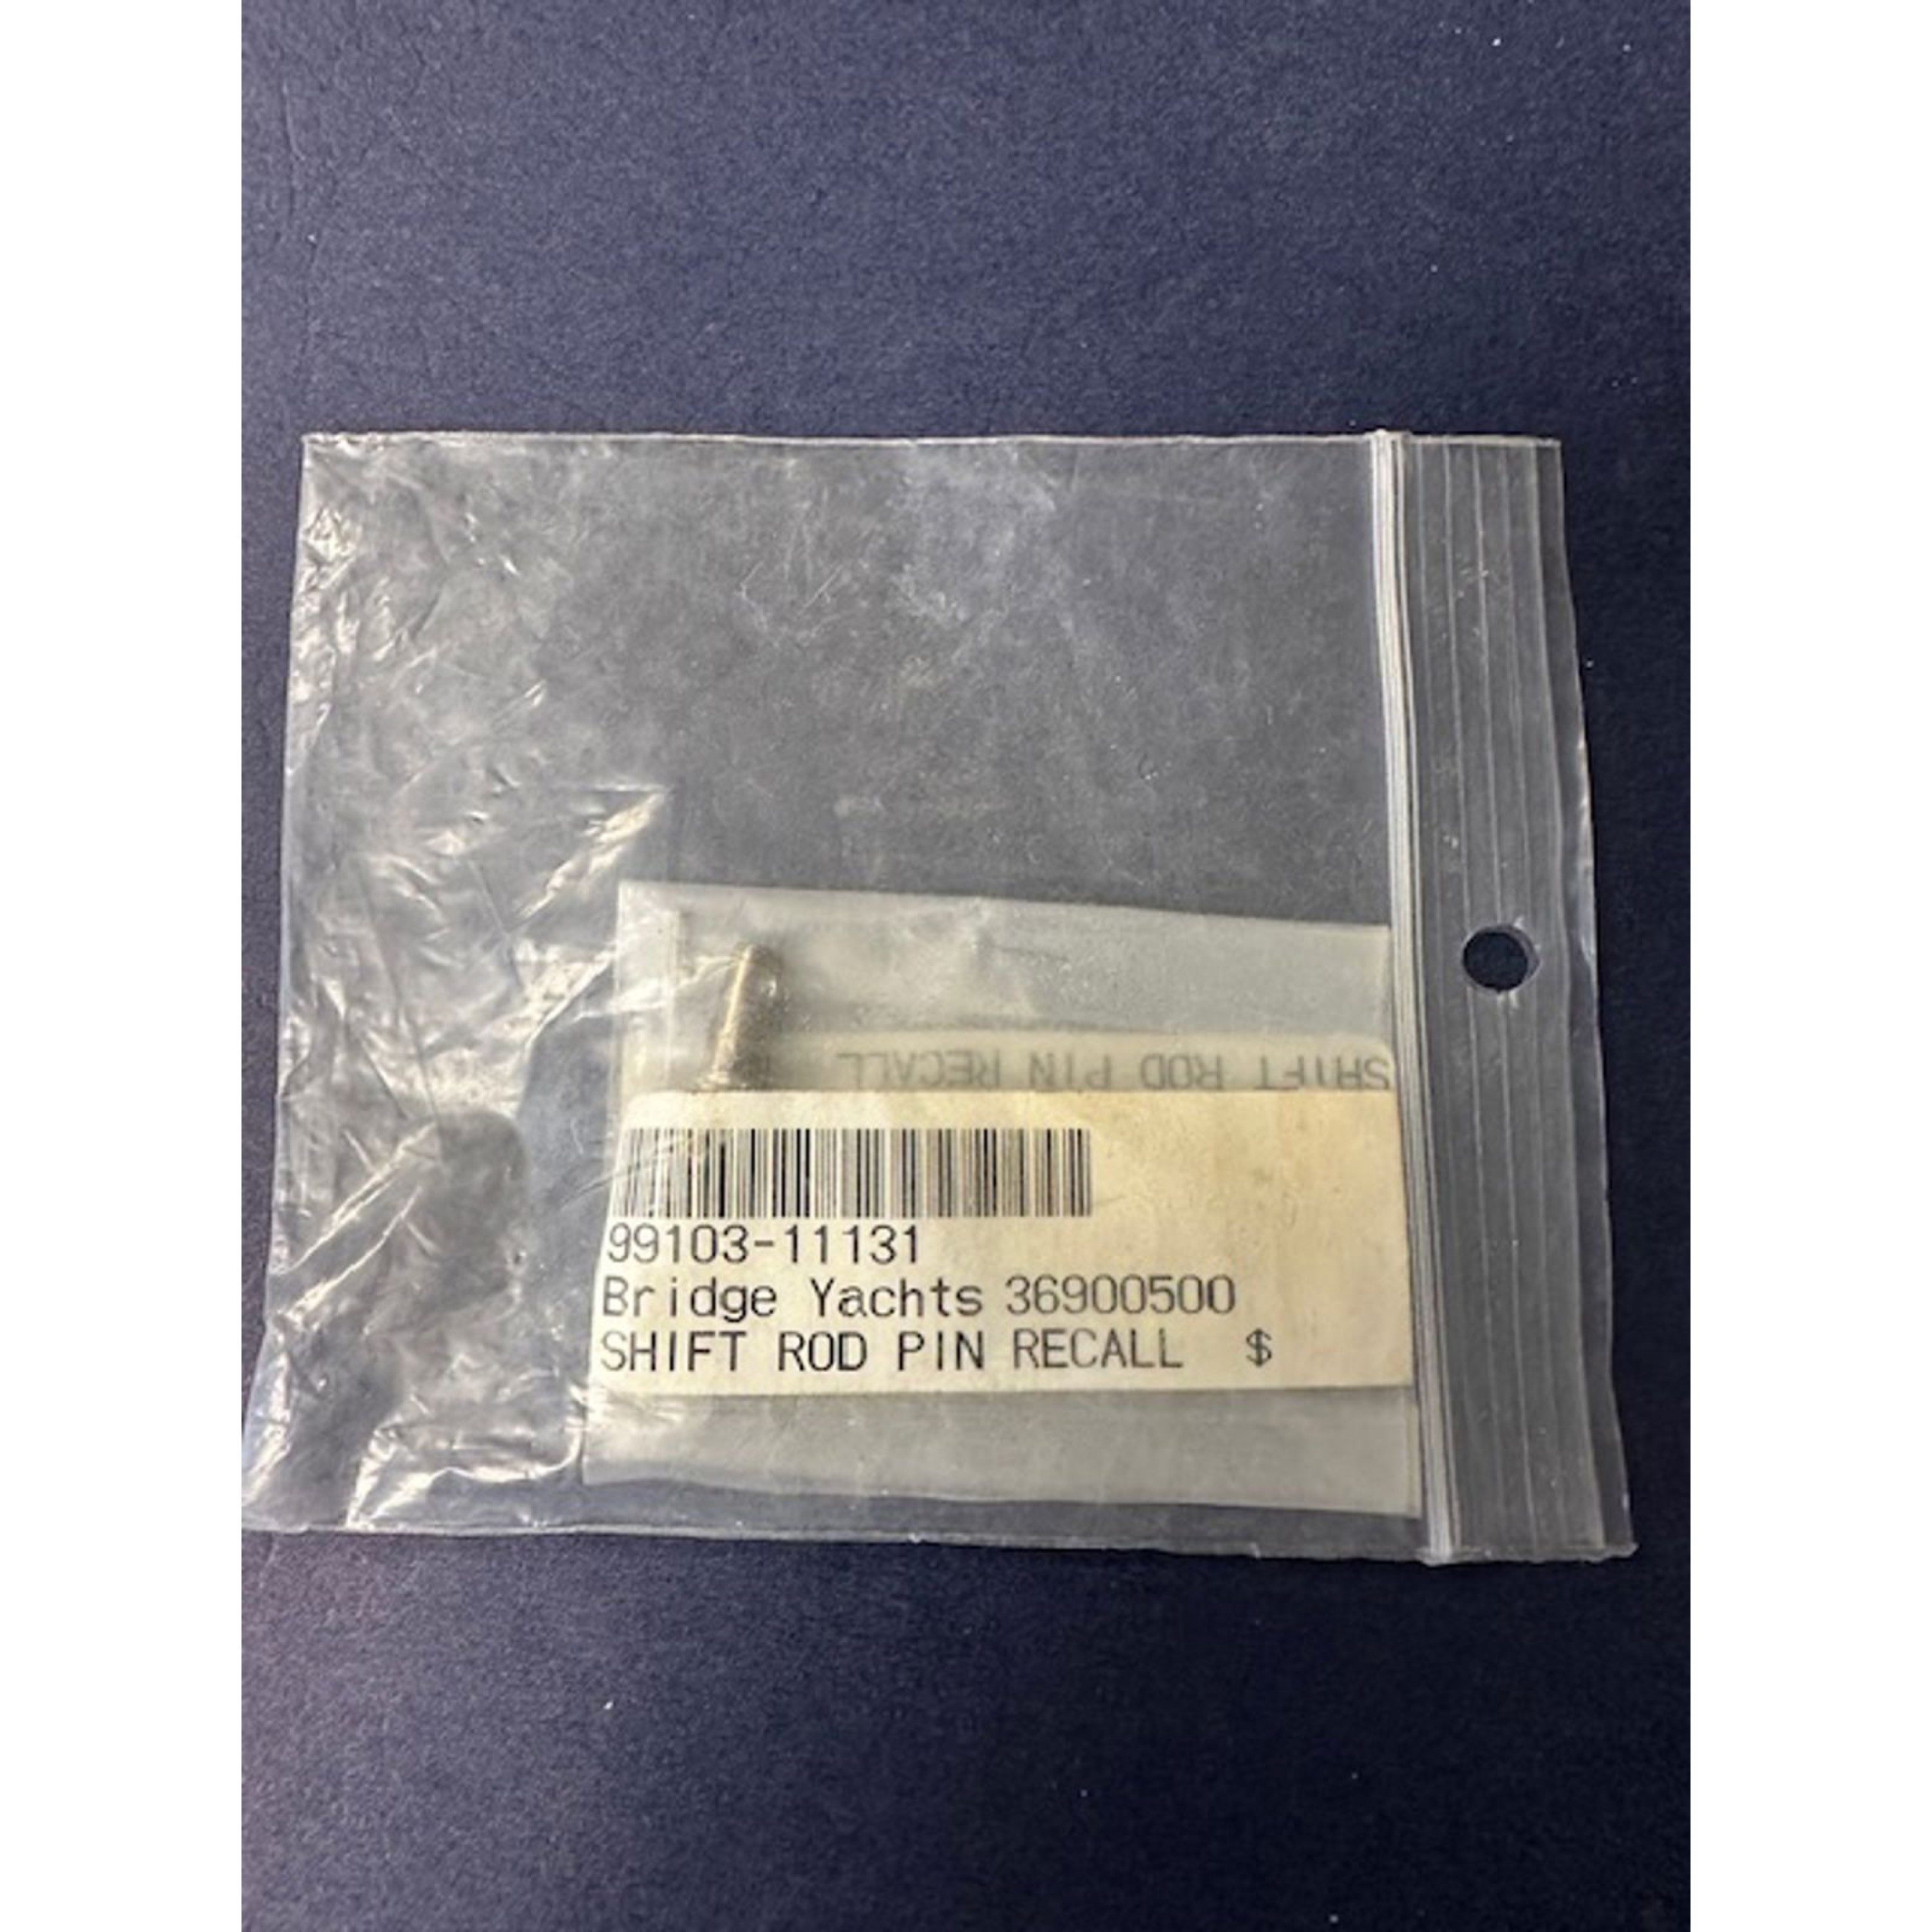 SHIFT ROD PIN RECALL
99103-11131
Bridge Yachts 36900500
SHIFT ROD PIN RECALL $